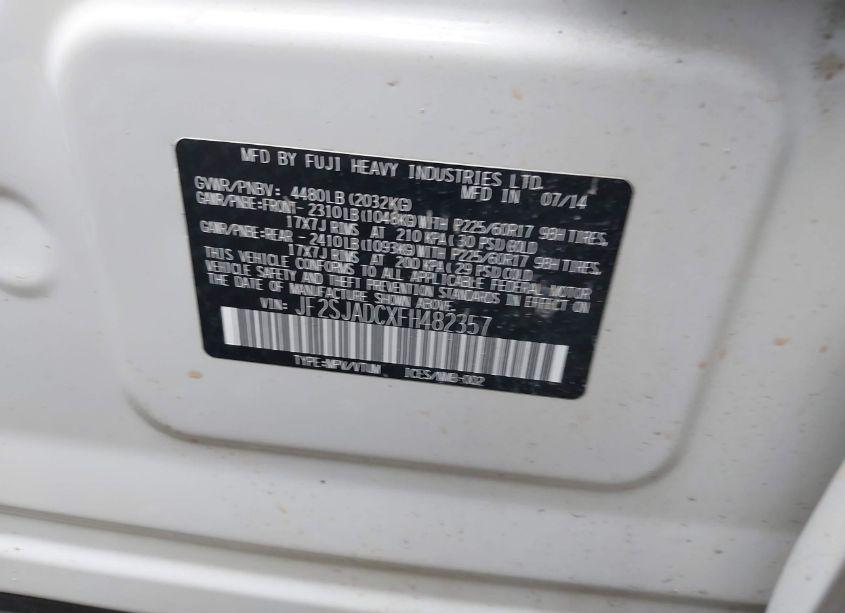 MFD BY FUJI HEAVY INDUSTRIES LTD.
MFD IN 07/14
GVWR/PNBV: 4480LB(2032KG)
GAWR/PNBE:FRONT- 2310LB(1048KG)WITH P225/60R17 98H TIRES.
17X7J RIMS AT 210 KPA(30 PSI)COLD
GAWR/PNBE:REAR - 2410LB(1093KG)WITH P225/60R17 98H TIRES.
17X7J RIMS AT 200 KPA(29 PSI)COLD.
THIS VEHICLE CONFORMS TO ALL APPLICABLE FEDERAL MOTOR
VEHICLE SAFETY AND THEFT PREVENTION STANDARDS IN EFFECT ON
THE DATE OF MANUFACTURE SHOWN ABOVE.
VIN: JF2SJADCXFH482357
TYPE:MPV/VTUM ICES/NMB-002